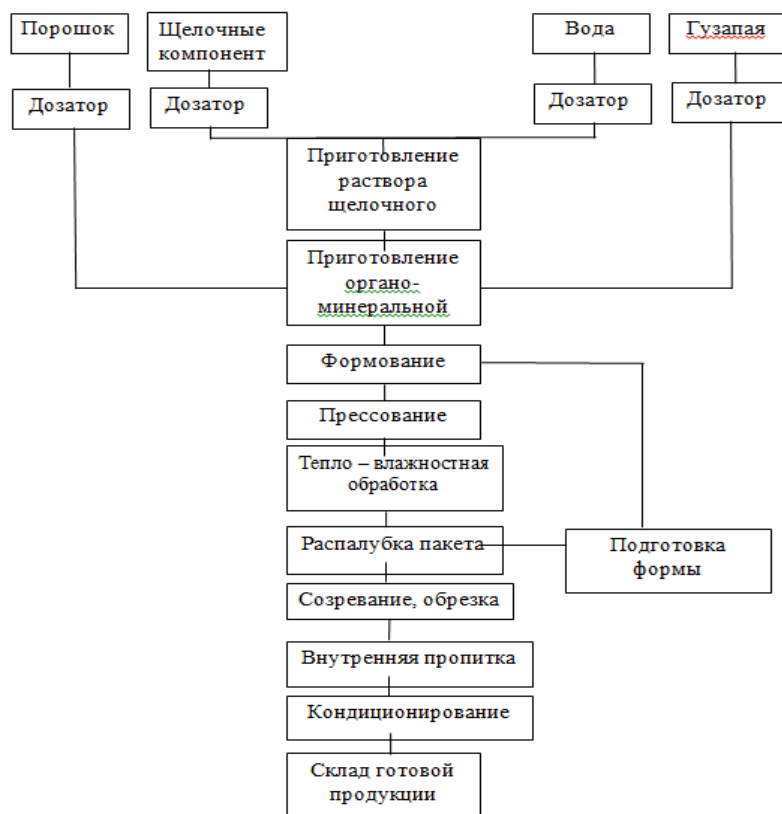 Порошок
Щелочные
компонент
Вода
Гузапая
Дозатор
Дозатор
Дозатор
Дозатор
Приготовление
раствора
щелочного
Приготовление
органо-
минеральной
Формование
Прессование
Тепло – влажностная
обработка
Распалубка пакета
Подготовка
формы
Созревание, обрезка
Внутренняя пропитка
Кондиционирование
Склад готовой
продукции